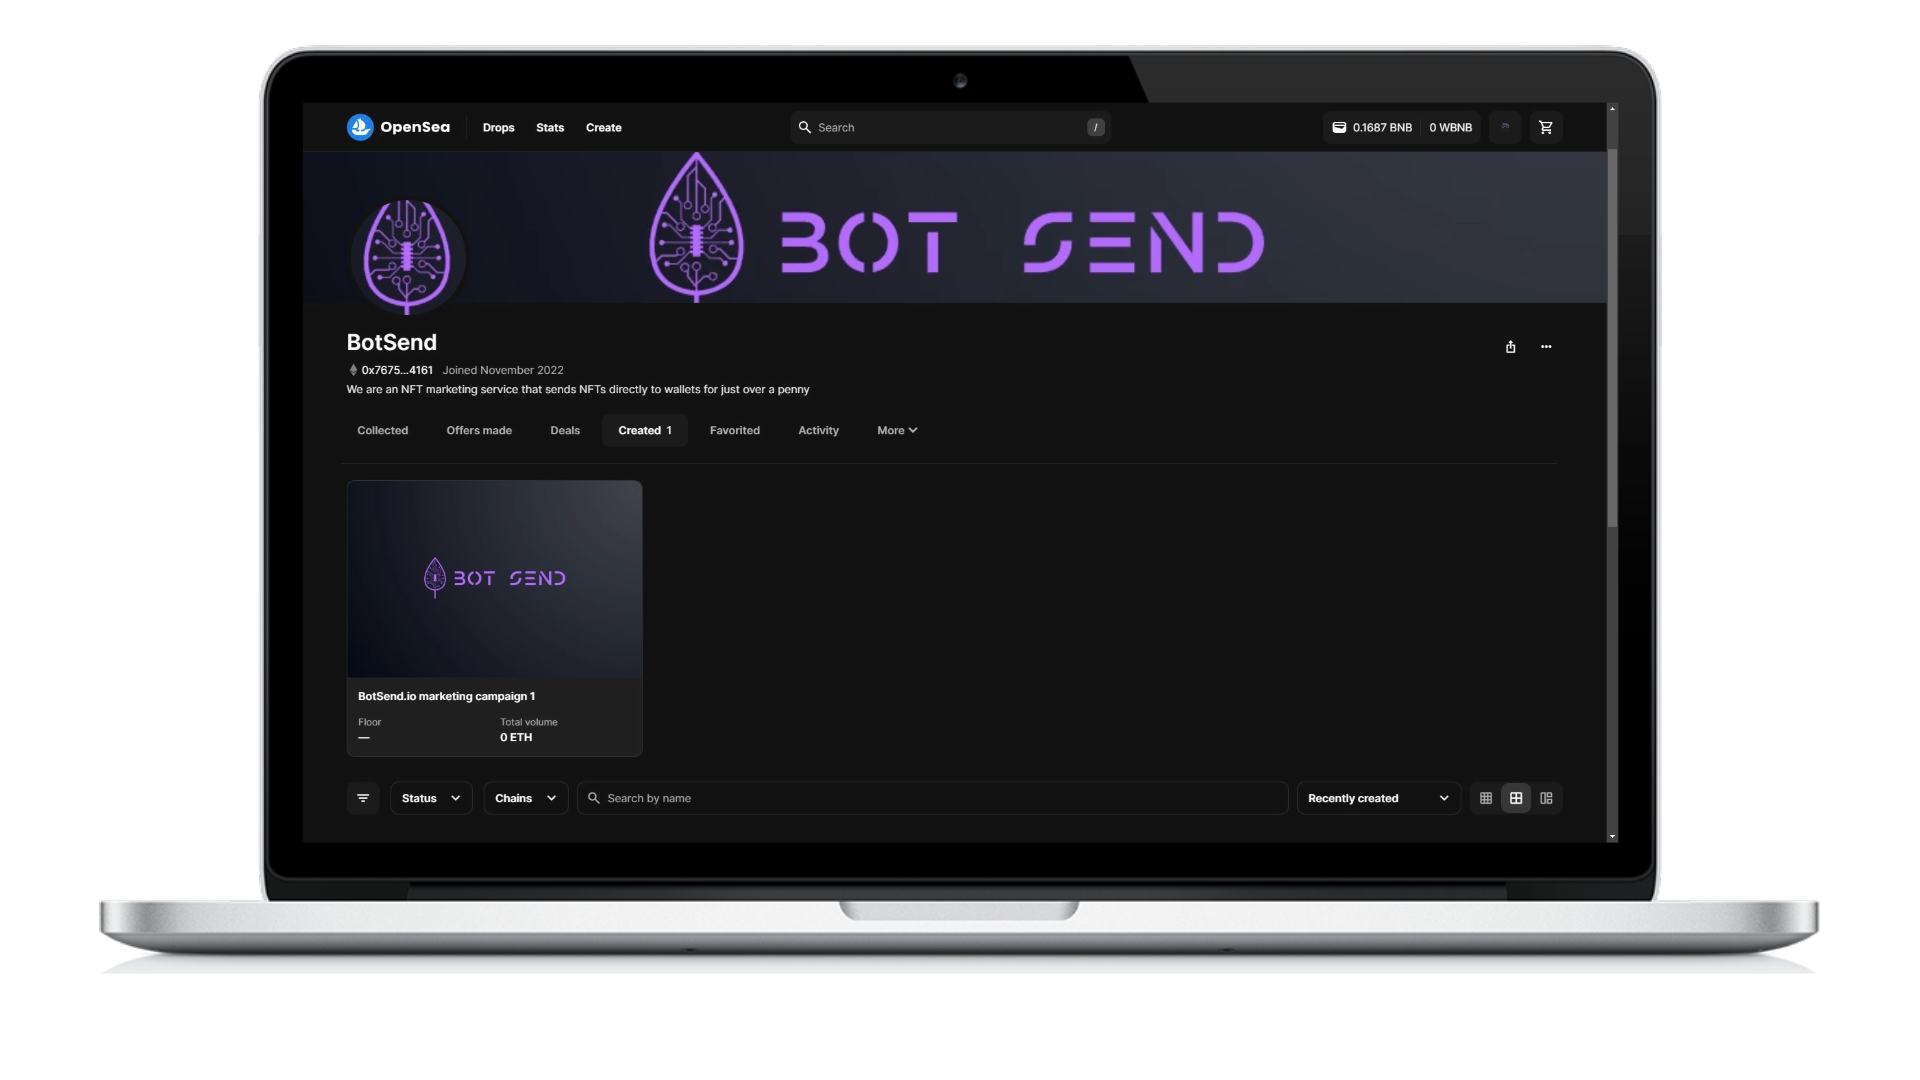 OpenSea Drops Stats Create Search / 0.1687 BNB 0 WBNB
BOT SEND
BotSend
0x7675...4161 Joined November 2022
We are an NFT marketing service that sends NFTs directly to wallets for just over a penny
Collected Offers made Deals Created 1 Favorited Activity More
BOT SEND
BotSend.io marketing campaign 1
Floor Total volume
— 0 ETH
Status Chains Search by name Recently created